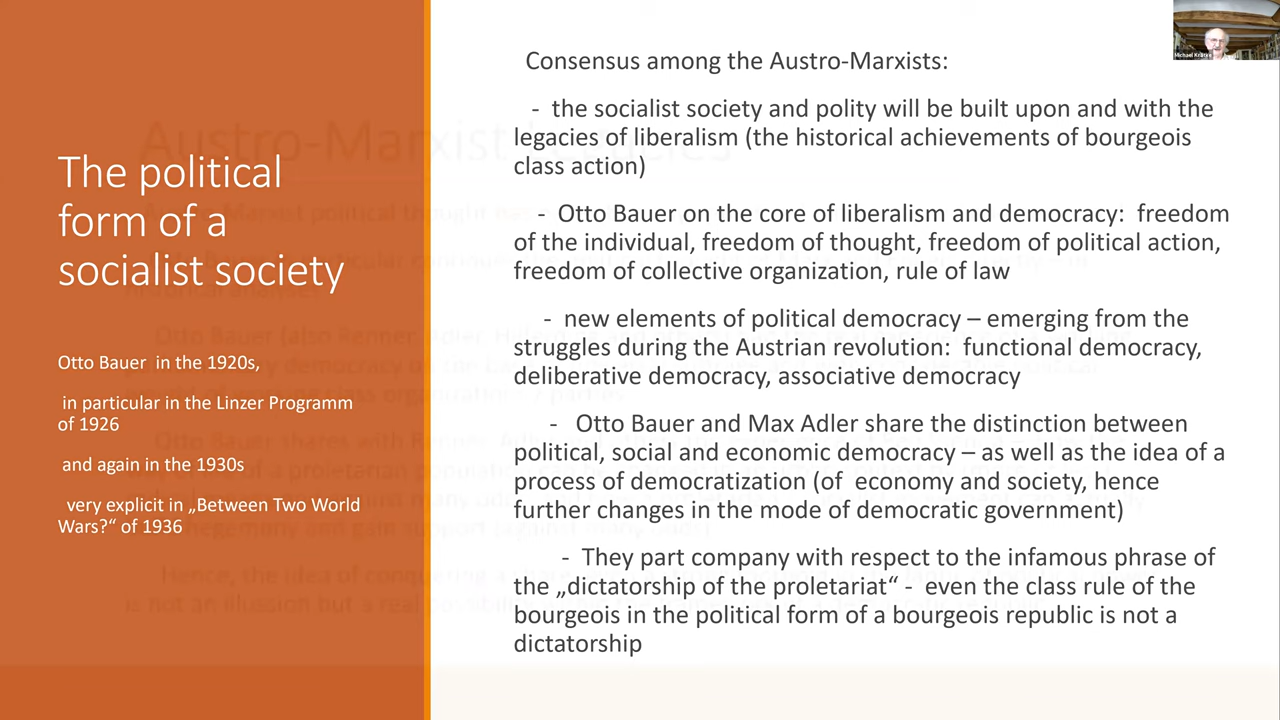 The political
form of a
socialist society
Otto Bauer in the 1920s,
in particular in the Linzer Programm
of 1926
and again in the 1930s
very explicit in „Between Two World
Wars?“ of 1936
Consensus among the Austro-Marxists:
- the socialist society and polity will be built upon and with the
legacies of liberalism (the historical achievements of bourgeois
class action)
- Otto Bauer on the core of liberalism and democracy: freedom
of the individual, freedom of thought, freedom of political action,
freedom of collective organization, rule of law
- new elements of political democracy – emerging from the
struggles during the Austrian revolution: functional democracy,
deliberative democracy, associative democracy
- Otto Bauer and Max Adler share the distinction between
political, social and economic democracy – as well as the idea of a
process of democratization (of economy and society, hence
further changes in the mode of democratic government)
- They part company with respect to the infamous phrase of
the „dictatorship of the proletariat“ - even the class rule of the
bourgeois in the political form of a bourgeois republic is not a
dictatorship
Michael